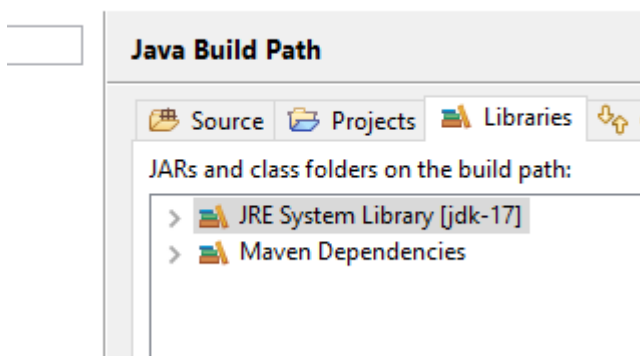 Java Build Path
Source Projects Libraries
JARs and class folders on the build path:
JRE System Library [jdk-17]
Maven Dependencies